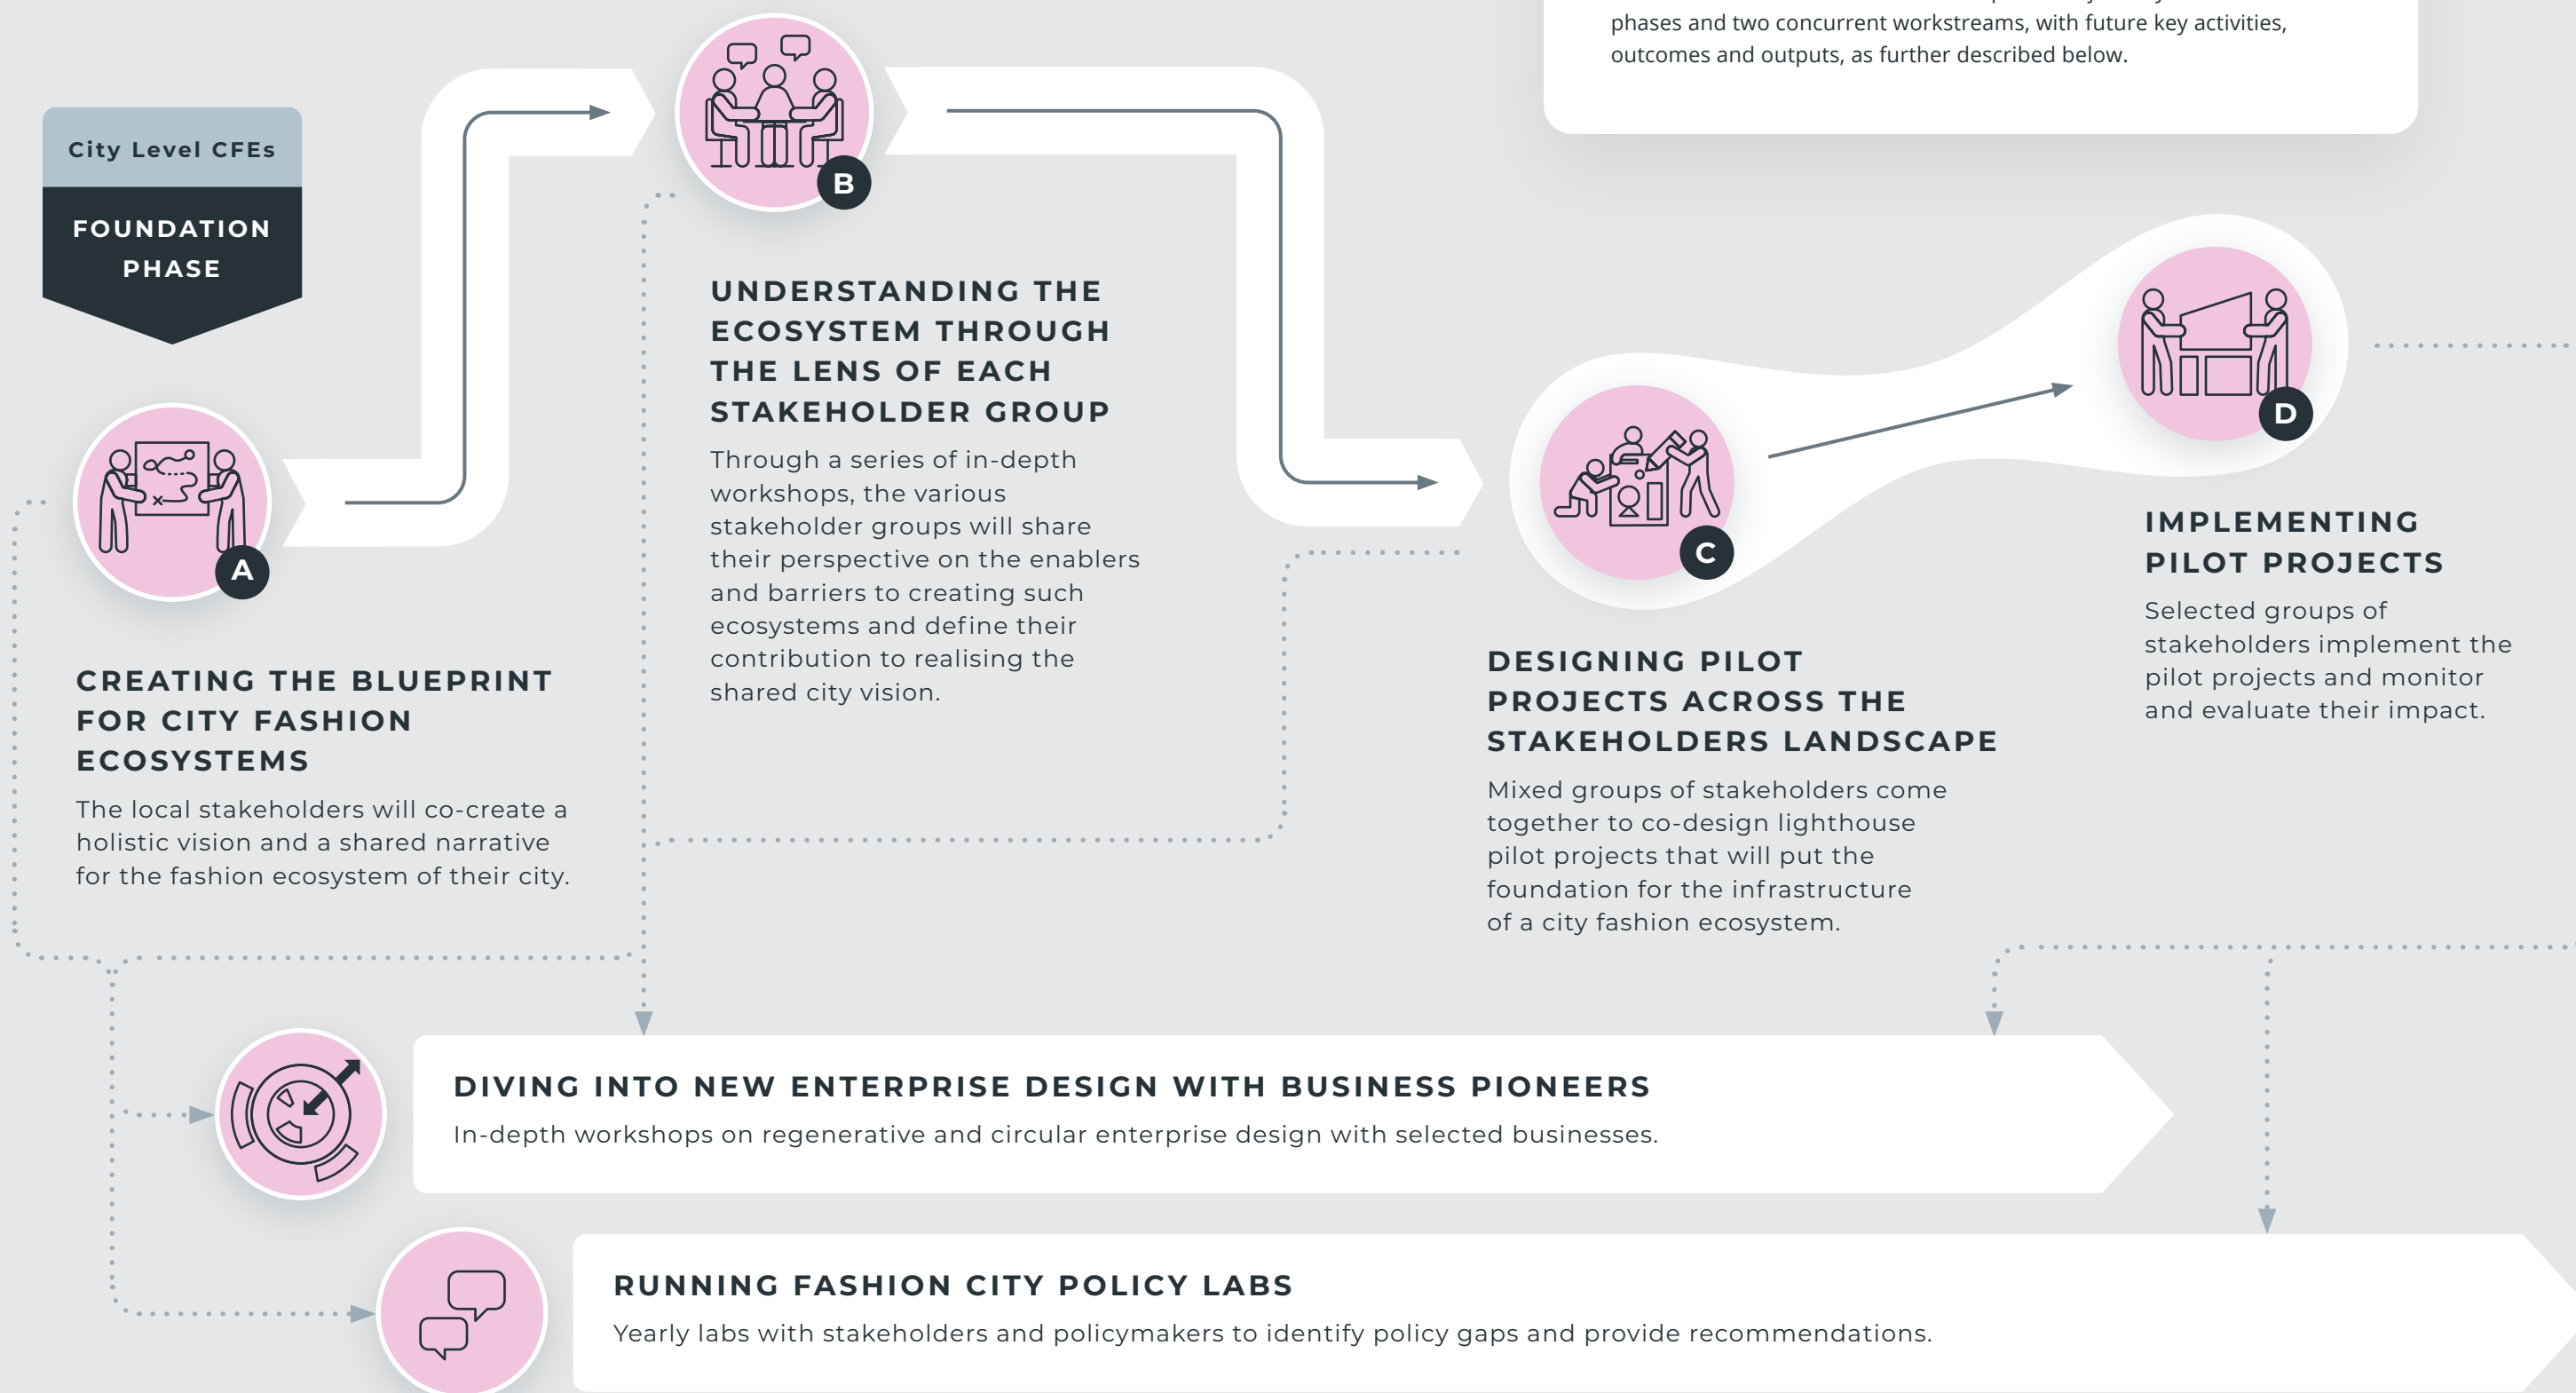 phases and two concurrent workstreams, with future key activities,
outcomes and outputs, as further described below.
City Level CFEs
FOUNDATION
PHASE
A
CREATING THE BLUEPRINT
FOR CITY FASHION
ECOSYSTEMS
The local stakeholders will co-create a
holistic vision and a shared narrative
for the fashion ecosystem of their city.
B
UNDERSTANDING THE
ECOSYSTEM THROUGH
THE LENS OF EACH
STAKEHOLDER GROUP
Through a series of in-depth
workshops, the various
stakeholder groups will share
their perspective on the enablers
and barriers to creating such
ecosystems and define their
contribution to realising the
shared city vision.
C
DESIGNING PILOT
PROJECTS ACROSS THE
STAKEHOLDERS LANDSCAPE
Mixed groups of stakeholders come
together to co-design lighthouse
pilot projects that will put the
foundation for the infrastructure
of a city fashion ecosystem.
D
IMPLEMENTING
PILOT PROJECTS
Selected groups of
stakeholders implement the
pilot projects and monitor
and evaluate their impact.
DIVING INTO NEW ENTERPRISE DESIGN WITH BUSINESS PIONEERS
In-depth workshops on regenerative and circular enterprise design with selected businesses.
RUNNING FASHION CITY POLICY LABS
Yearly labs with stakeholders and policymakers to identify policy gaps and provide recommendations.